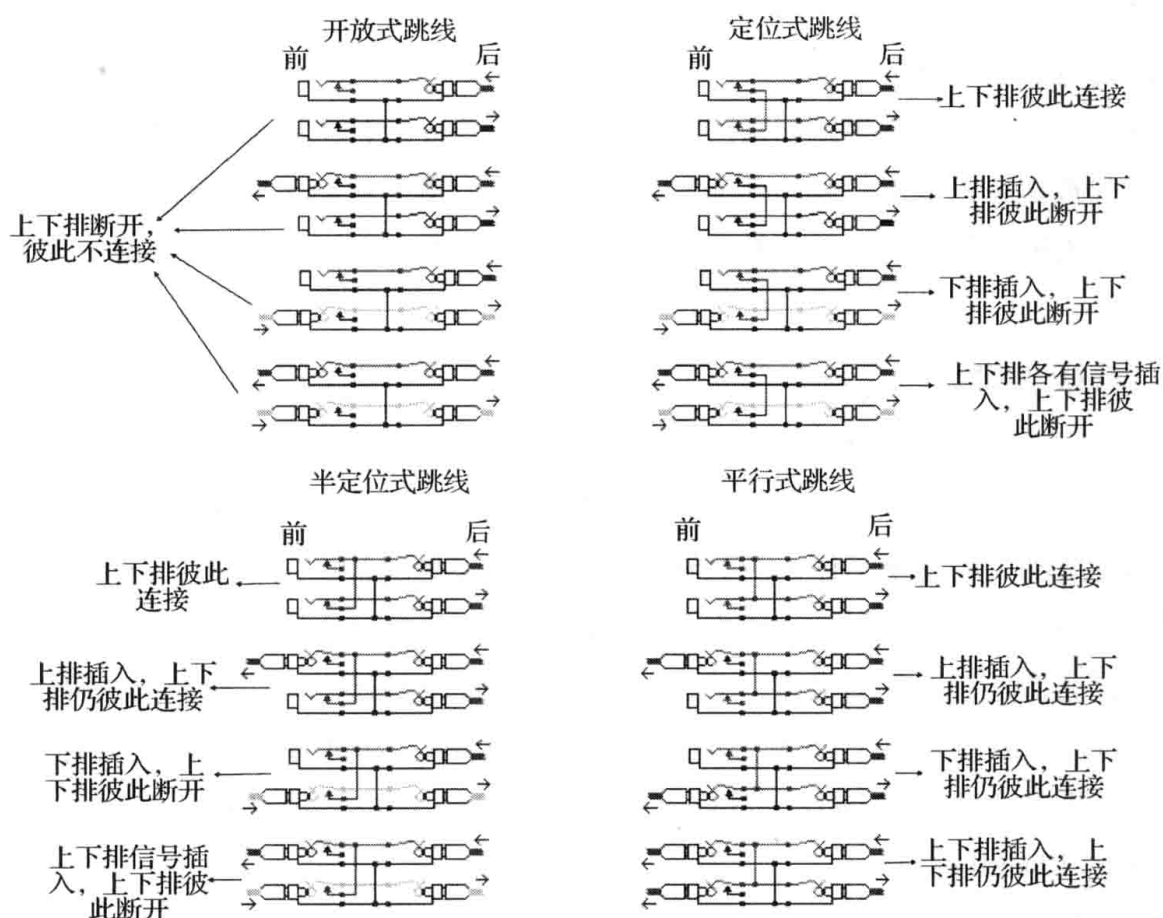 开放式跳线
前
后
上下排断开，
彼此不连接
定位式跳线
前
后
上下排彼此连接
上排插入，上下
排彼此断开
下排插入，上下
排彼此断开
上下排各有信号插
入，上下排彼
此断开
半定位式跳线
前
后
上下排彼此
连接
上排插入，上下
排仍彼此连接
下排插入，上
下排彼此断开
上下排信号插
入，上下排彼
此断开
平行式跳线
前
后
上下排彼此连接
上排插入，上下
排仍彼此连接
下排插入，上下
排仍彼此连接
上下排插入，上
下排仍彼此连接